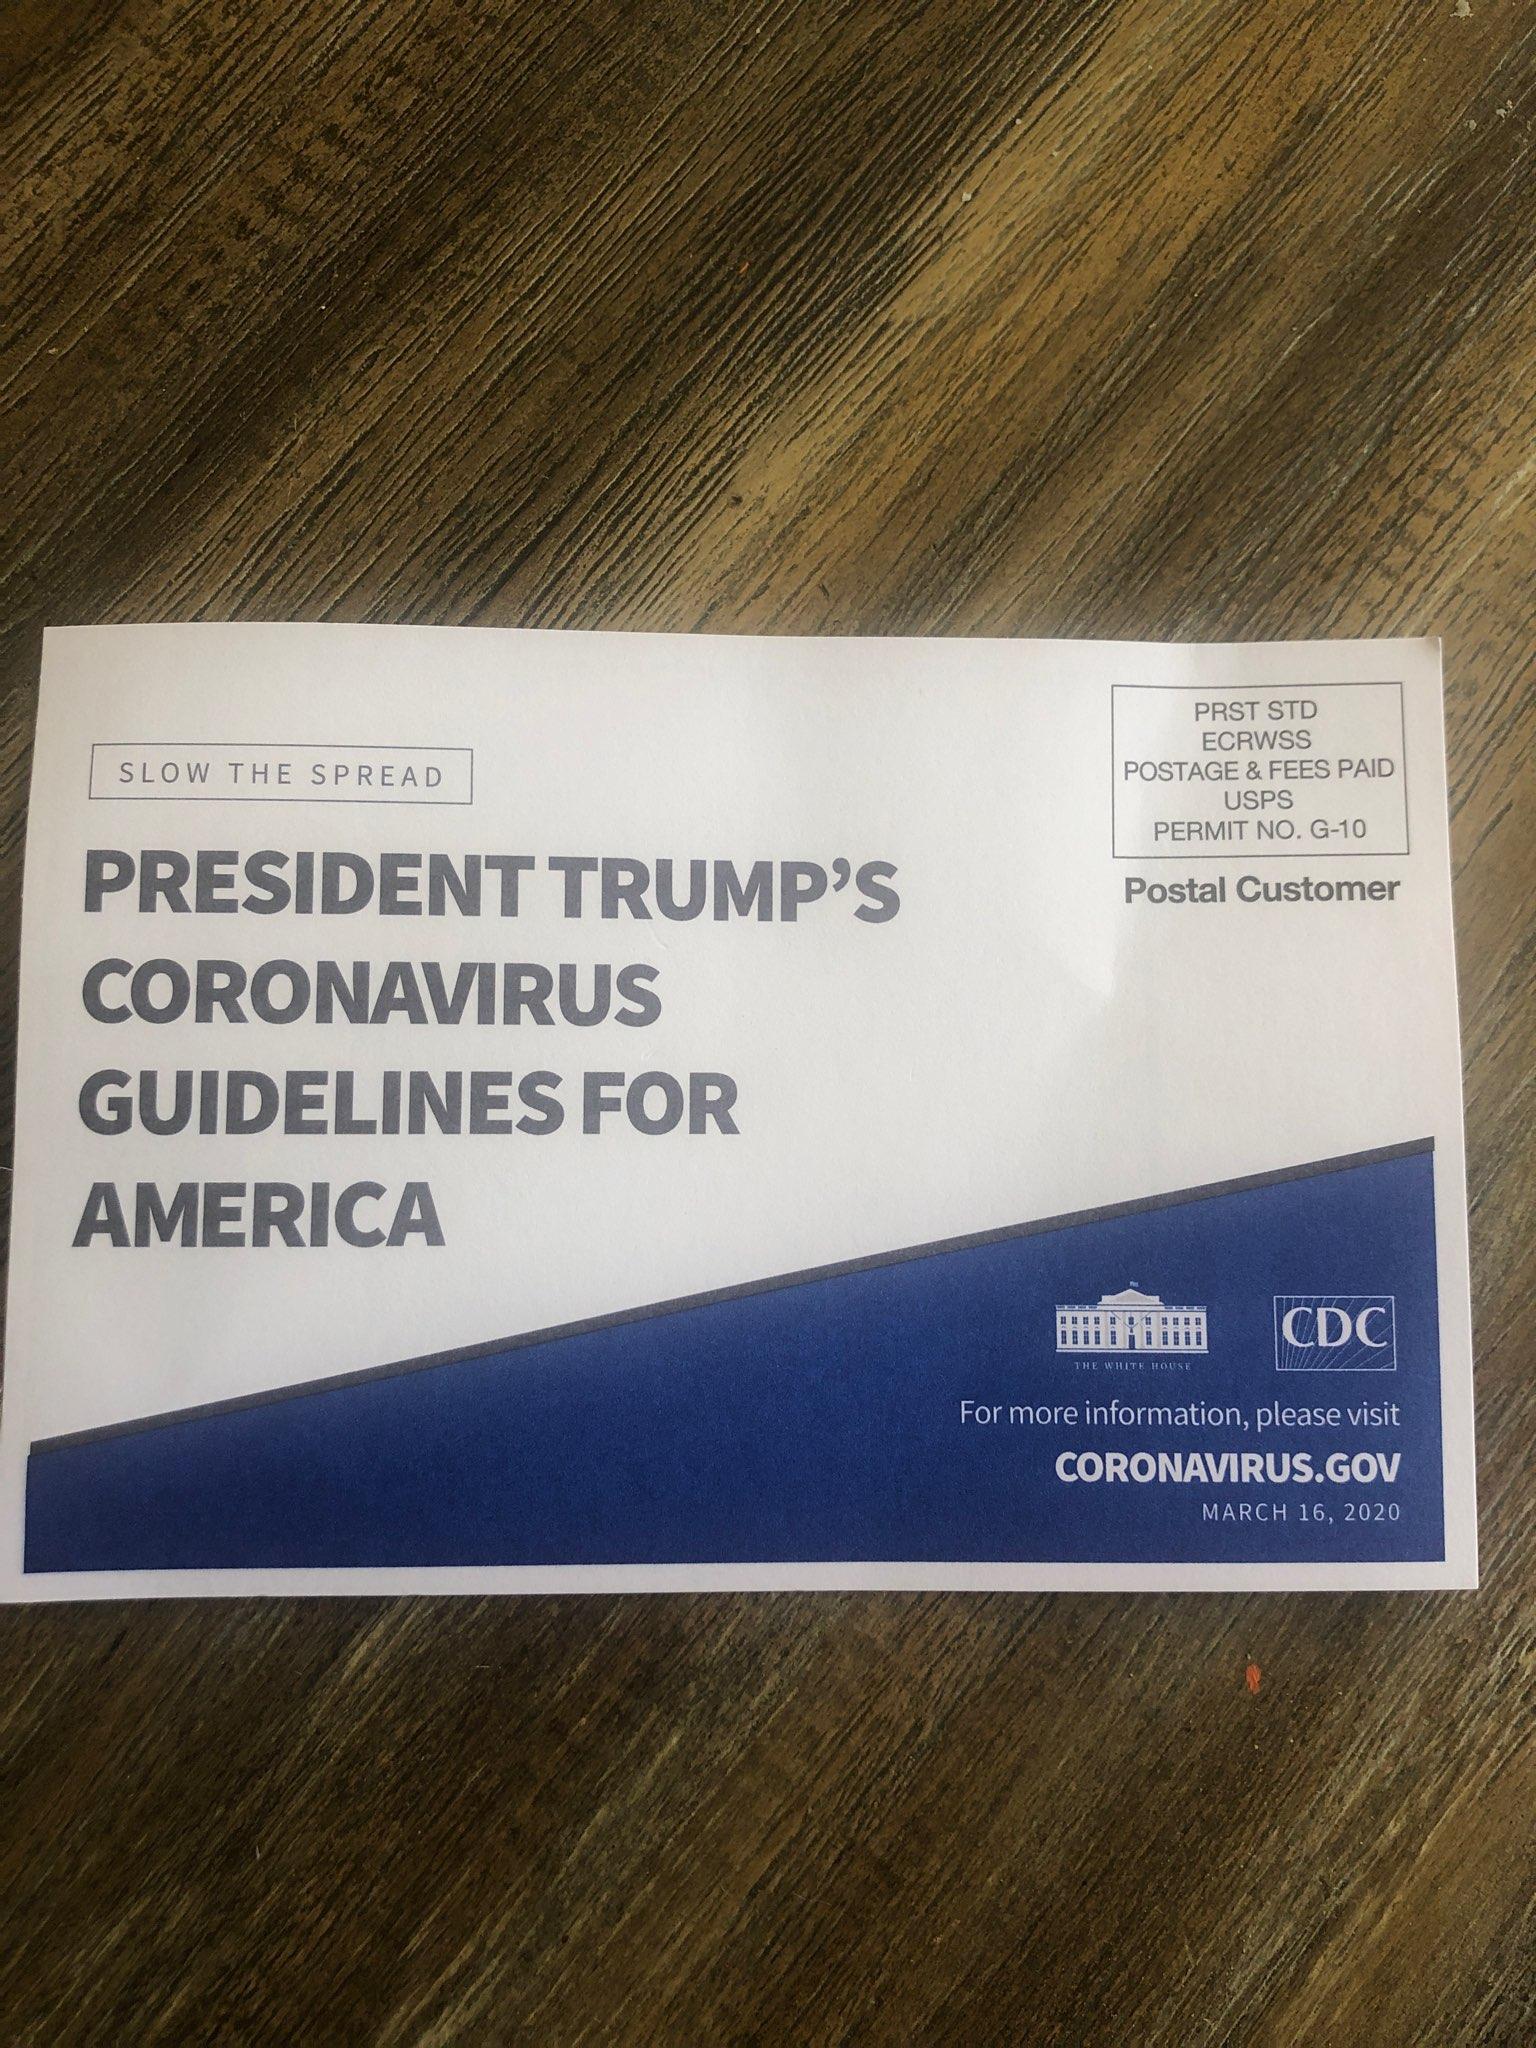 SLOW THE SPREAD
PRESIDENT TRUMP’S
CORONAVIRUS
GUIDELINES FOR
AMERICA
PRST STD
ECRWSS
POSTAGE & FEES PAID
USPS
PERMIT NO. G-10
Postal Customer
THE WHITE HOUSE
CDC
For more information, please visit
CORONAVIRUS.GOV
MARCH 16, 2020